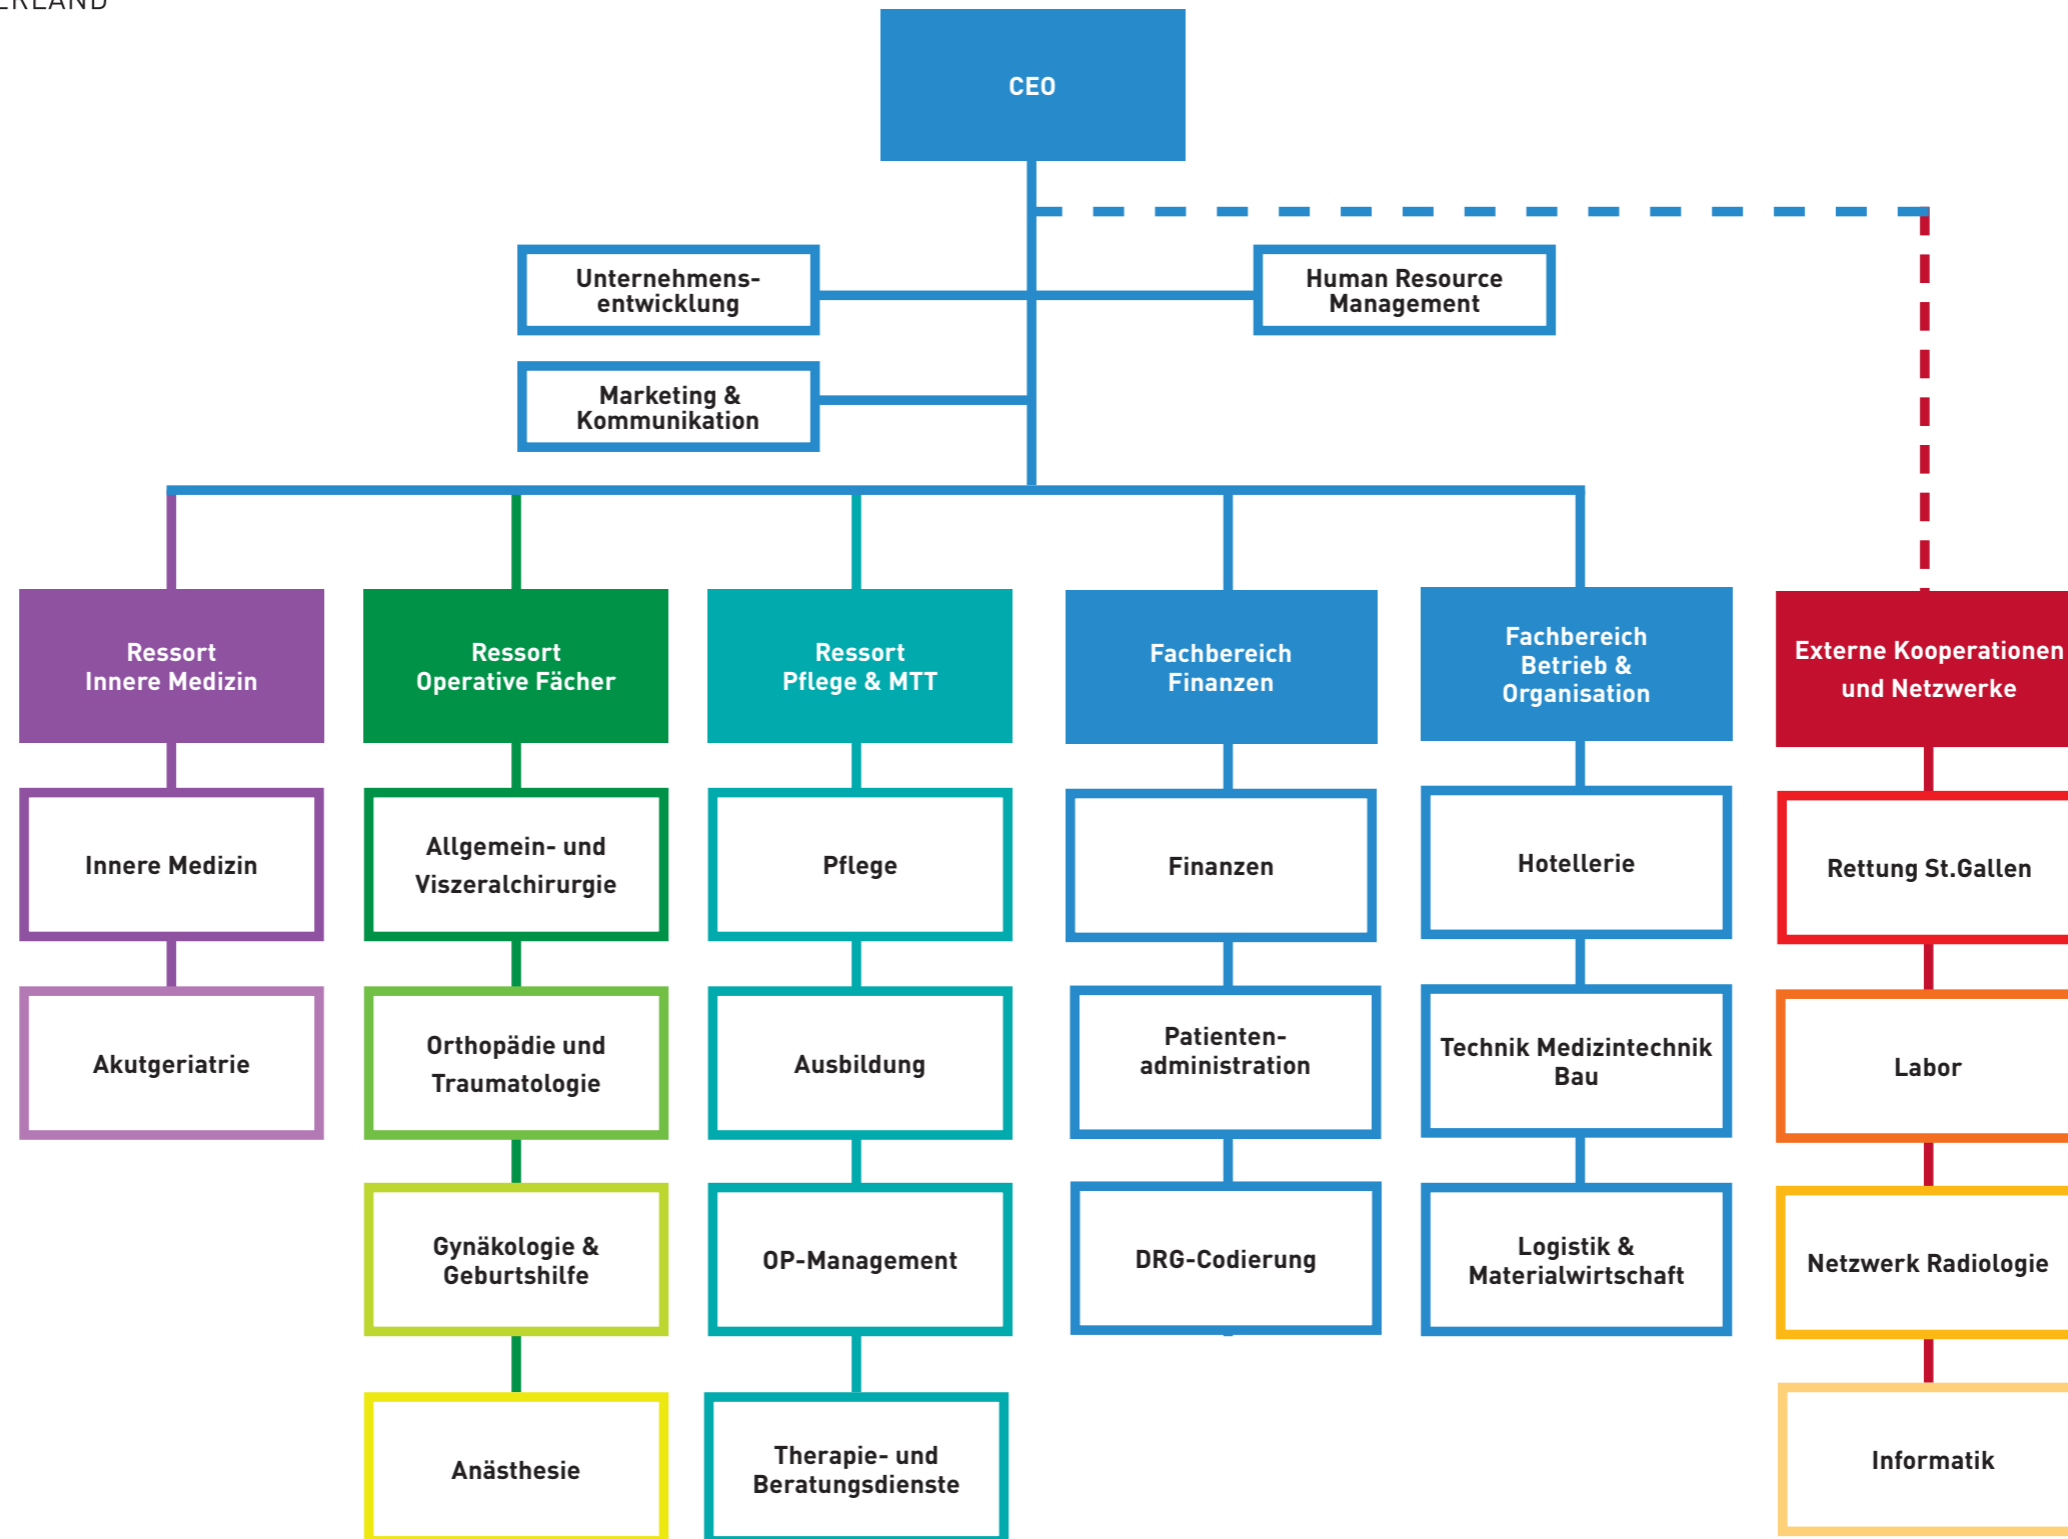 CEO
Unternehmens-
entwicklung
Human Resource
Management
Marketing &
Kommunikation
Ressort
Innere Medizin
Ressort
Operative Fächer
Ressort
Pflege & MTT
Fachbereich
Finanzen
Fachbereich
Betrieb &
Organisation
Externe Kooperationen
und Netzwerke
Innere Medizin
Allgemein- und
Viszeralchirurgie
Pflege
Finanzen
Hotellerie
Rettung St.Gallen
Akutgeriatrie
Orthopädie und
Traumatologie
Ausbildung
Patienten-
administration
Technik Medizintechnik
Bau
Labor
Gynäkologie &
Geburtshilfe
OP-Management
DRG-Codierung
Logistik &
Materialwirtschaft
Netzwerk Radiologie
Anästhesie
Therapie- und
Beratungsdienste
Informatik